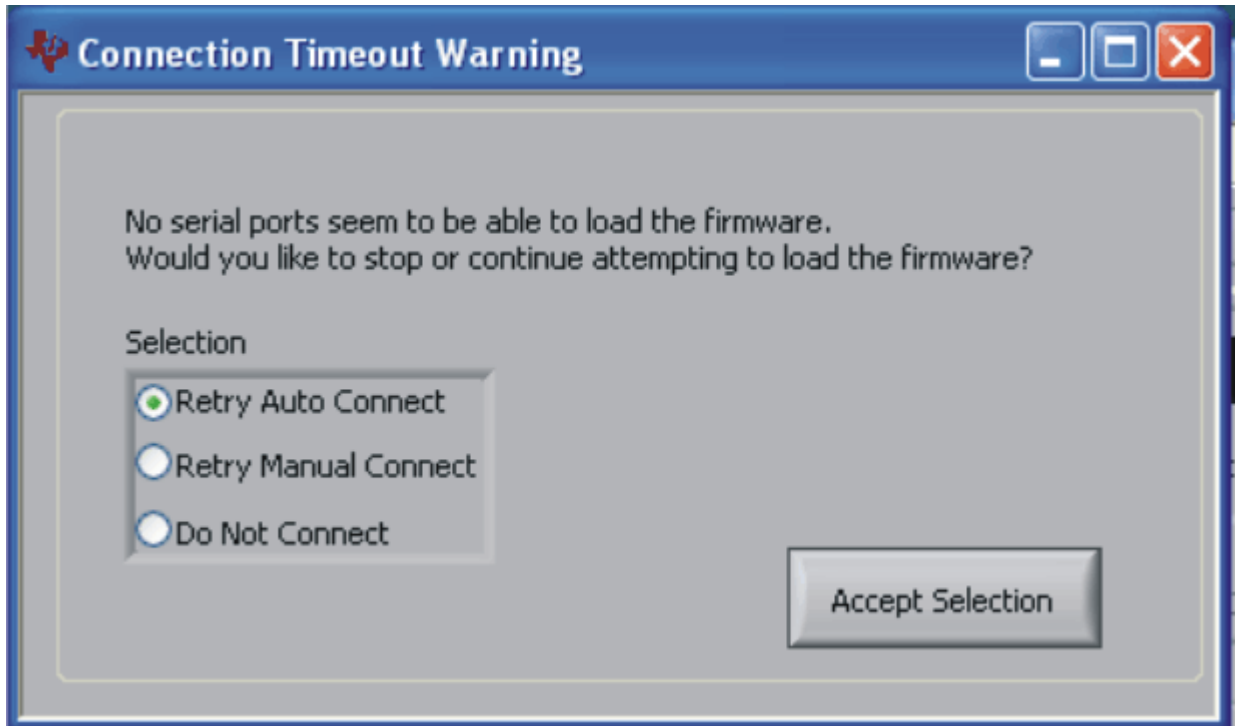 Connection Timeout Warning
No serial ports seem to be able to load the firmware.
Would you like to stop or continue attempting to load the firmware?
Selection
Retry Auto Connect
Retry Manual Connect
Do Not Connect
Accept Selection